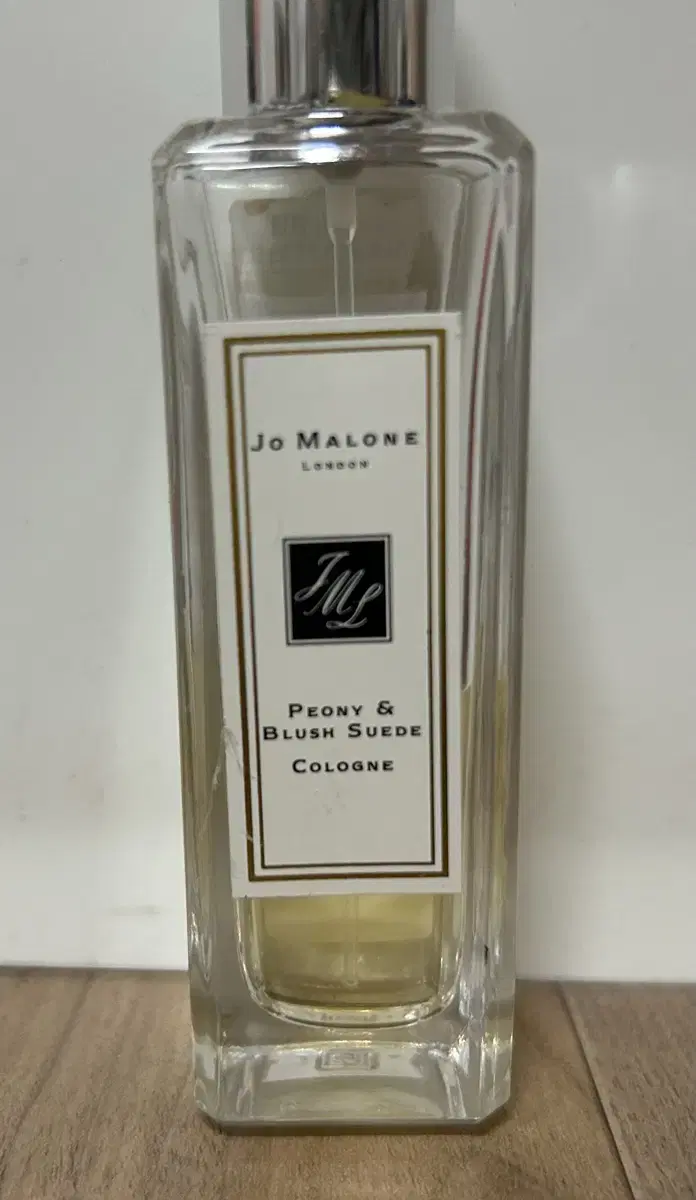 Jo Malone
London
JML
Peony &
Blush Suede
Cologne